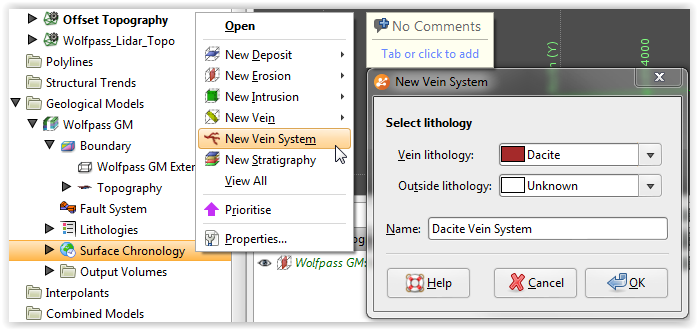 Offset Topography
Wolfpass_Lidar_Topo
Polylines
Structural Trends
Geological Models
Wolfpass GM
Boundary
Wolfpass GM Exten
Topography
Fault System
Lithologies
Surface Chronology
Output Volumes
Interpolants
Combined Models
Open
New Deposit
New Erosion
New Intrusion
New Vein
New Vein System
New Stratigraphy
View All
Prioritise
Properties...
No Comments
Tab or click to add
(Y)
4000
Wolfpass GM:
New Vein System
Select lithology
Vein lithology: Dacite
Outside lithology: Unknown
Name: Dacite Vein System
Help Cancel OK